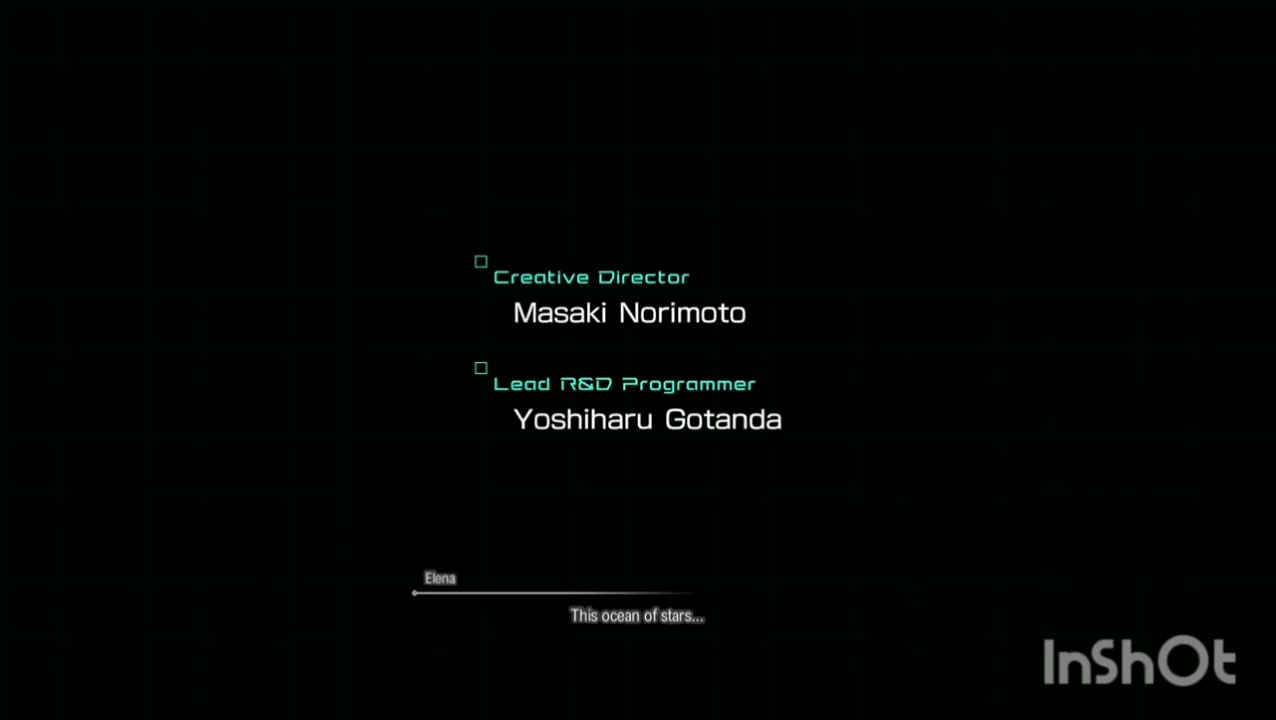 Creative Director
Masaki Norimoto
Lead R&D Programmer
Yoshiharu Gotanda
Elena
This ocean of stars...
InShOt